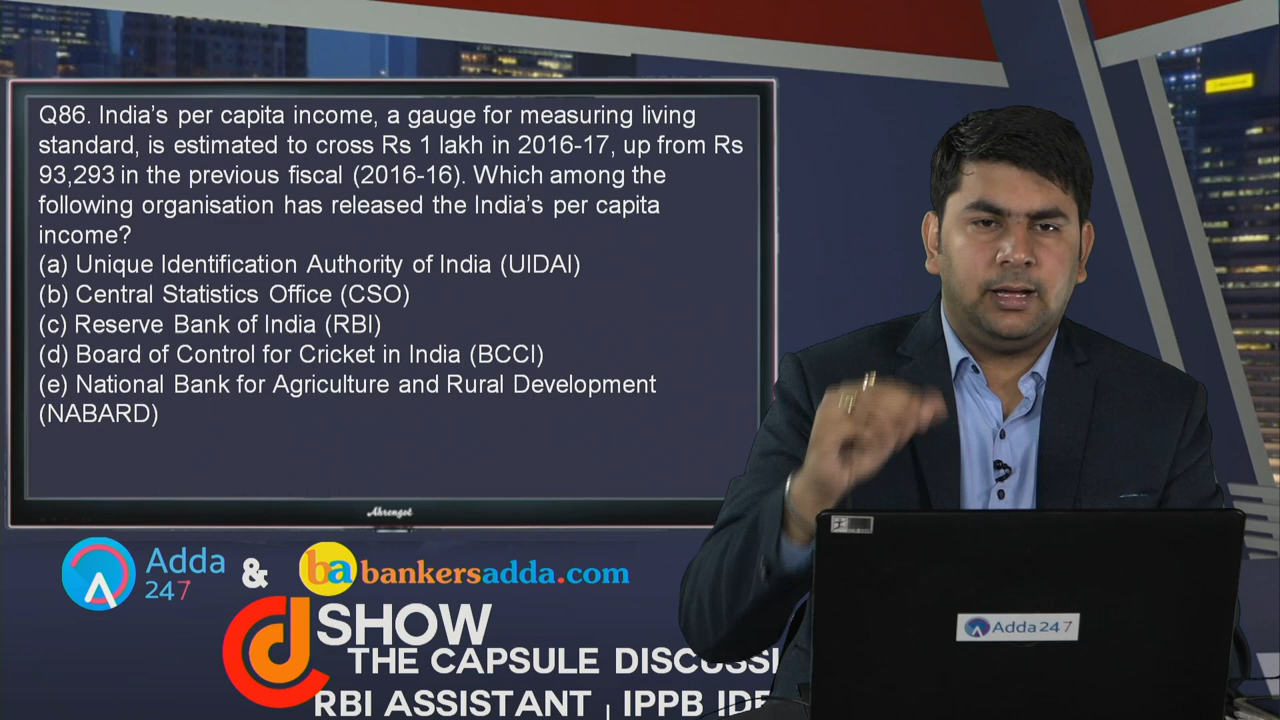 Q86. India's per capita income, a gauge for measuring living
standard, is estimated to cross Rs 1 lakh in 2016-17, up from Rs
93,293 in the previous fiscal (2016-16). Which among the
following organisation has released the India's per capita
income?
(a) Unique Identification Authority of India (UIDAI)
(b) Central Statistics Office (CSO)
(c) Reserve Bank of India (RBI)
(d) Board of Control for Cricket in India (BCCI)
(e) National Bank for Agriculture and Rural Development
(NABARD)
Ahrengot
Adda
247
&
ba bankersadda.com
cd SHOW
THE CAPSULE DISCUSSI
RBI ASSISTANT | IPPB
Adda247